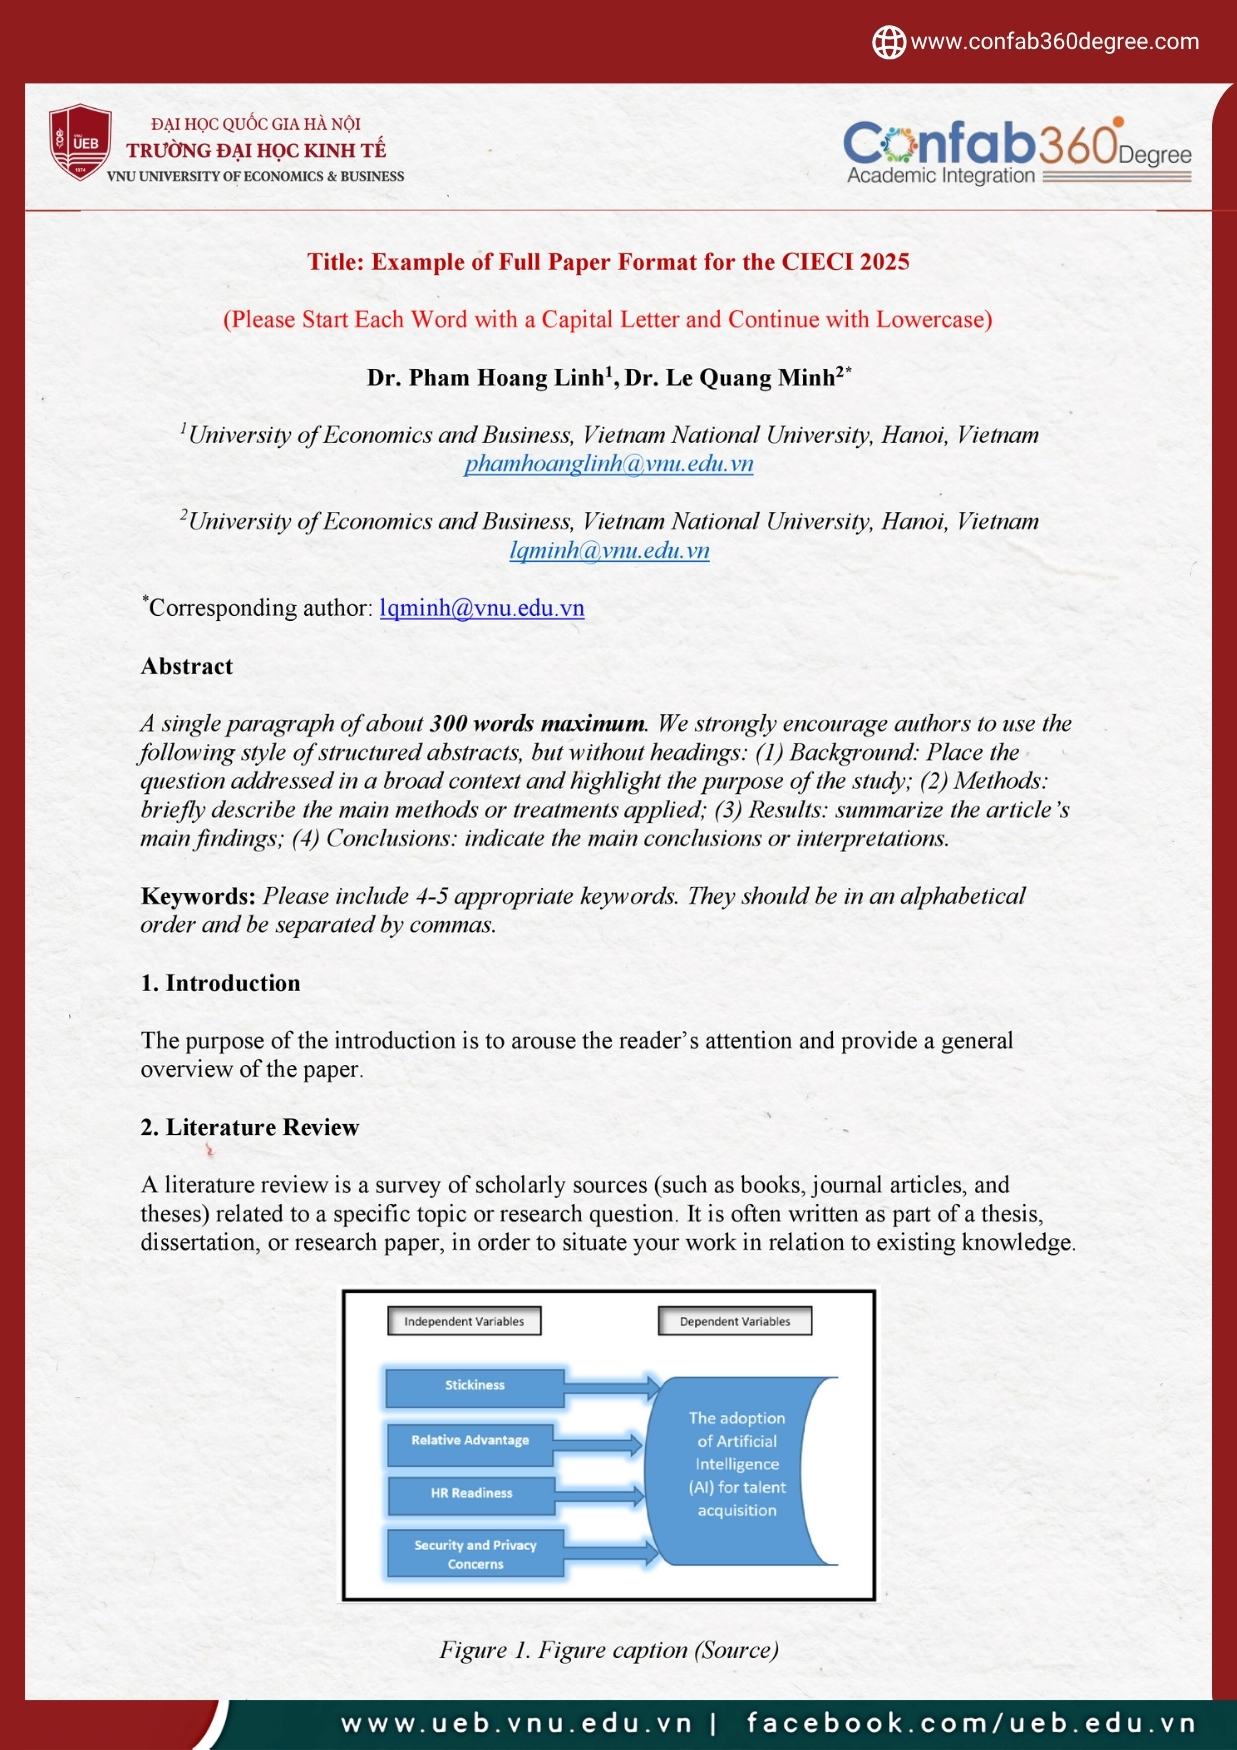 www.confab360degree.com
ĐẠI HỌC QUỐC GIA HÀ NỘI
TRƯỜNG ĐẠI HỌC KINH TẾ
VNU UNIVERSITY OF ECONOMICS & BUSINESS
VNU
UEB
1974
Confab360Degree
Academic Integration
Title: Example of Full Paper Format for the CIECI 2025
(Please Start Each Word with a Capital Letter and Continue with Lowercase)
Dr. Pham Hoang Linh¹, Dr. Le Quang Minh²*
¹University of Economics and Business, Vietnam National University, Hanoi, Vietnam
phamhoanglinh@vnu.edu.vn
²University of Economics and Business, Vietnam National University, Hanoi, Vietnam
lqminh@vnu.edu.vn
*Corresponding author: lqminh@vnu.edu.vn
Abstract
A single paragraph of about 300 words maximum. We strongly encourage authors to use the
following style of structured abstracts, but without headings: (1) Background: Place the
question addressed in a broad context and highlight the purpose of the study; (2) Methods:
briefly describe the main methods or treatments applied; (3) Results: summarize the article’s
main findings; (4) Conclusions: indicate the main conclusions or interpretations.
Keywords: Please include 4-5 appropriate keywords. They should be in an alphabetical
order and be separated by commas.
1. Introduction
The purpose of the introduction is to arouse the reader’s attention and provide a general
overview of the paper.
2. Literature Review
A literature review is a survey of scholarly sources (such as books, journal articles, and
theses) related to a specific topic or research question. It is often written as part of a thesis,
dissertation, or research paper, in order to situate your work in relation to existing knowledge.
Independent Variables
Dependent Variables
Stickiness
Relative Advantage
HR Readiness
Security and Privacy
Concerns
The adoption
of Artificial
Intelligence
(AI) for talent
acquisition
Figure 1. Figure caption (Source)
www.ueb.vnu.edu.vn | facebook.com/ueb.edu.vn